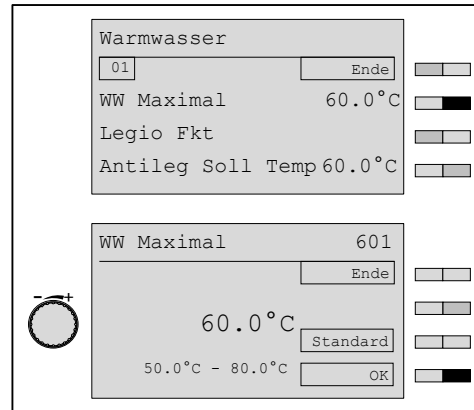 Warmwasser
01 Ende
WW Maximal 60.0°C
Legio Fkt
Antileg Soll Temp 60.0°C
WW Maximal 601
Ende
- +
60.0°C
Standard
50.0°C - 80.0°C OK